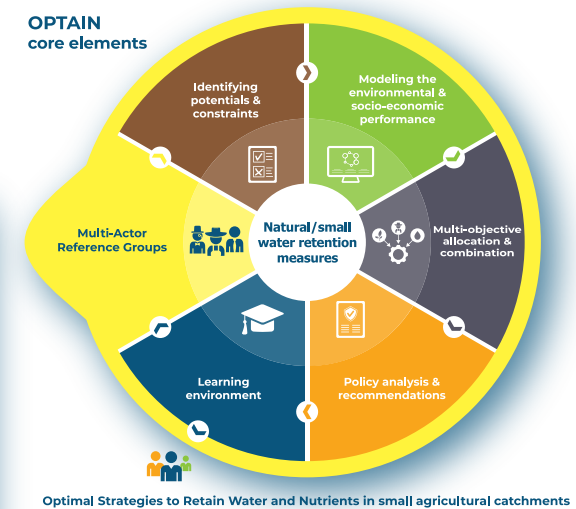 OPTAIN
core elements
Identifying
potentials &
constraints
Modeling the
environmental &
socio-economic
performance
Multi-Actor
Reference Groups
Natural/small
water retention
measures
Multi-objective
allocation &
combination
Learning
environment
Policy analysis &
recommendations
Optimal Strategies to Retain Water and Nutrients in small agricultural catchments